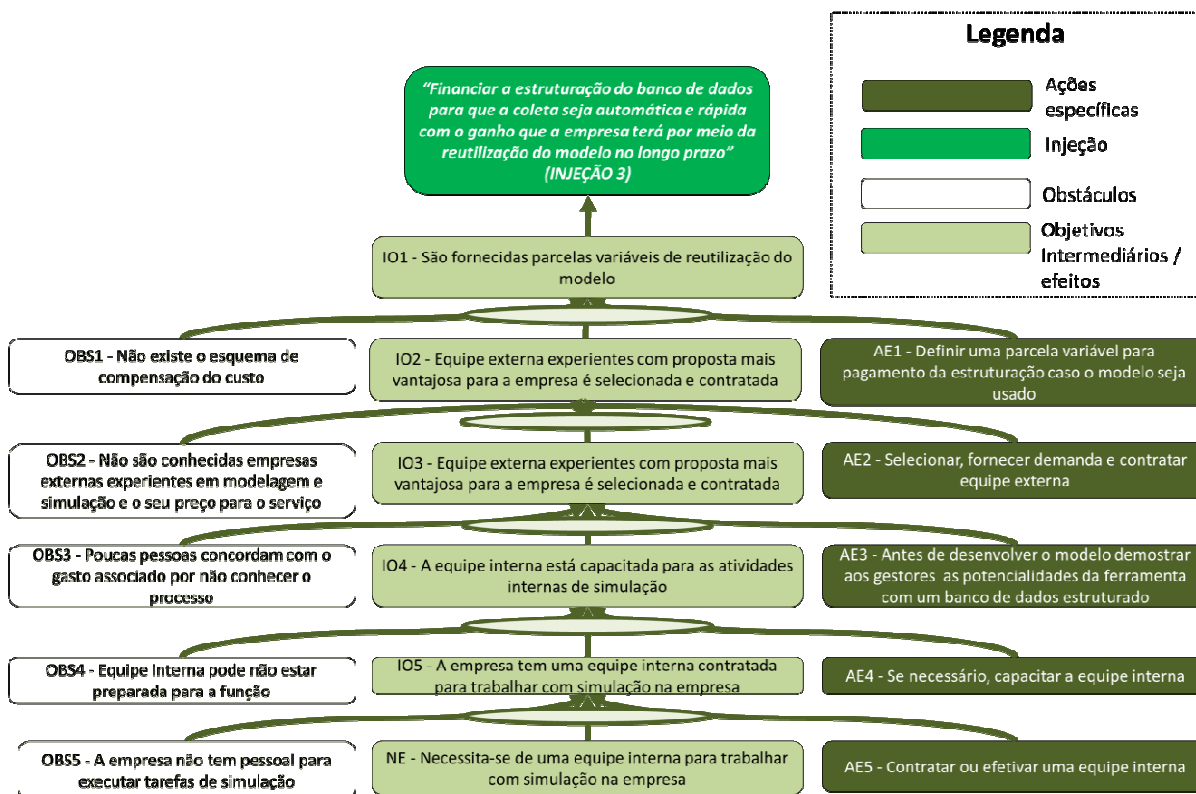 Legenda
Ações
específicas
Injeção
Obstáculos
Objetivos
Intermediários /
efeitos
“Financiar a estruturação do banco de dados
para que a coleta seja automática e rápida
com o ganho que a empresa terá por meio da
reutilização do modelo no longo prazo”
(INJEÇÃO 3)
IO1 - São fornecidas parcelas variáveis de reutilização do
modelo
OBS1 - Não existe o esquema de
compensação do custo
IO2 - Equipe externa experientes com proposta mais
vantajosa para a empresa é selecionada e contratada
AE1 - Definir uma parcela variável para
pagamento da estruturação caso o modelo seja
usado
OBS2 - Não são conhecidas empresas
externas experientes em modelagem e
simulação e o seu preço para o serviço
IO3 - Equipe externa experientes com proposta mais
vantajosa para a empresa é selecionada e contratada
AE2 - Selecionar, fornecer demanda e contratar
equipe externa
OBS3 - Poucas pessoas concordam com o
gasto associado por não conhecer o
processo
IO4 - A equipe interna está capacitada para as atividades
internas de simulação
AE3 - Antes de desenvolver o modelo demostrar
aos gestores as potencialidades da ferramenta
com um banco de dados estruturado
OBS4 - Equipe Interna pode não estar
preparada para a função
IO5 - A empresa tem uma equipe interna contratada
para trabalhar com simulação na empresa
AE4 - Se necessário, capacitar a equipe interna
OBS5 - A empresa não tem pessoal para
executar tarefas de simulação
NE - Necessita-se de uma equipe interna para trabalhar
com simulação na empresa
AE5 - Contratar ou efetivar uma equipe interna